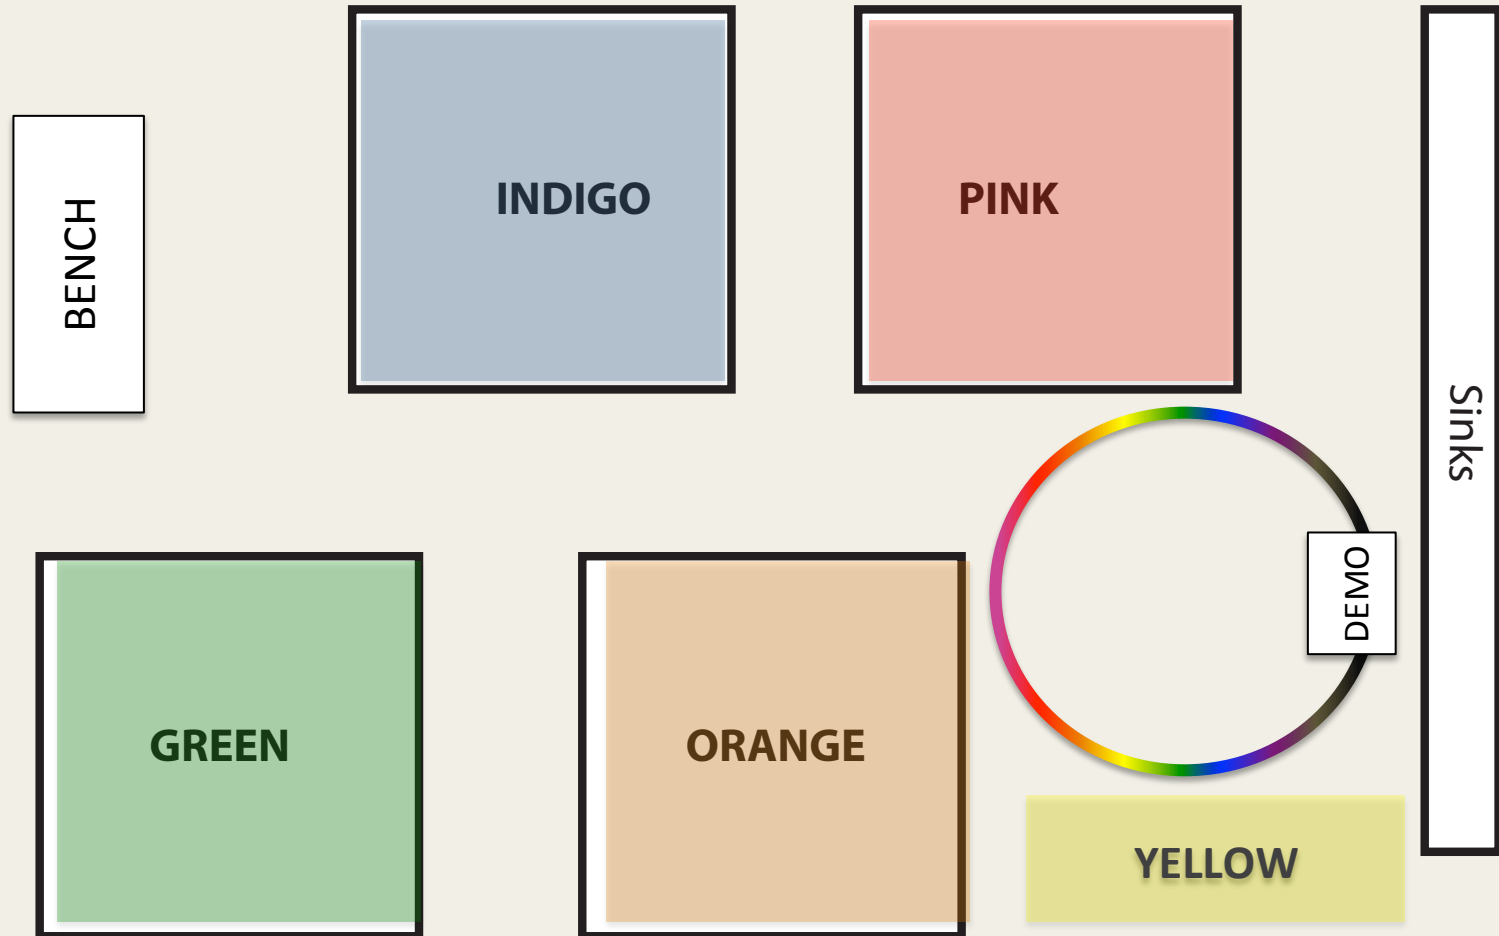 INDIGO
PINK
BENCH
Sinks
DEMO
GREEN
ORANGE
YELLOW